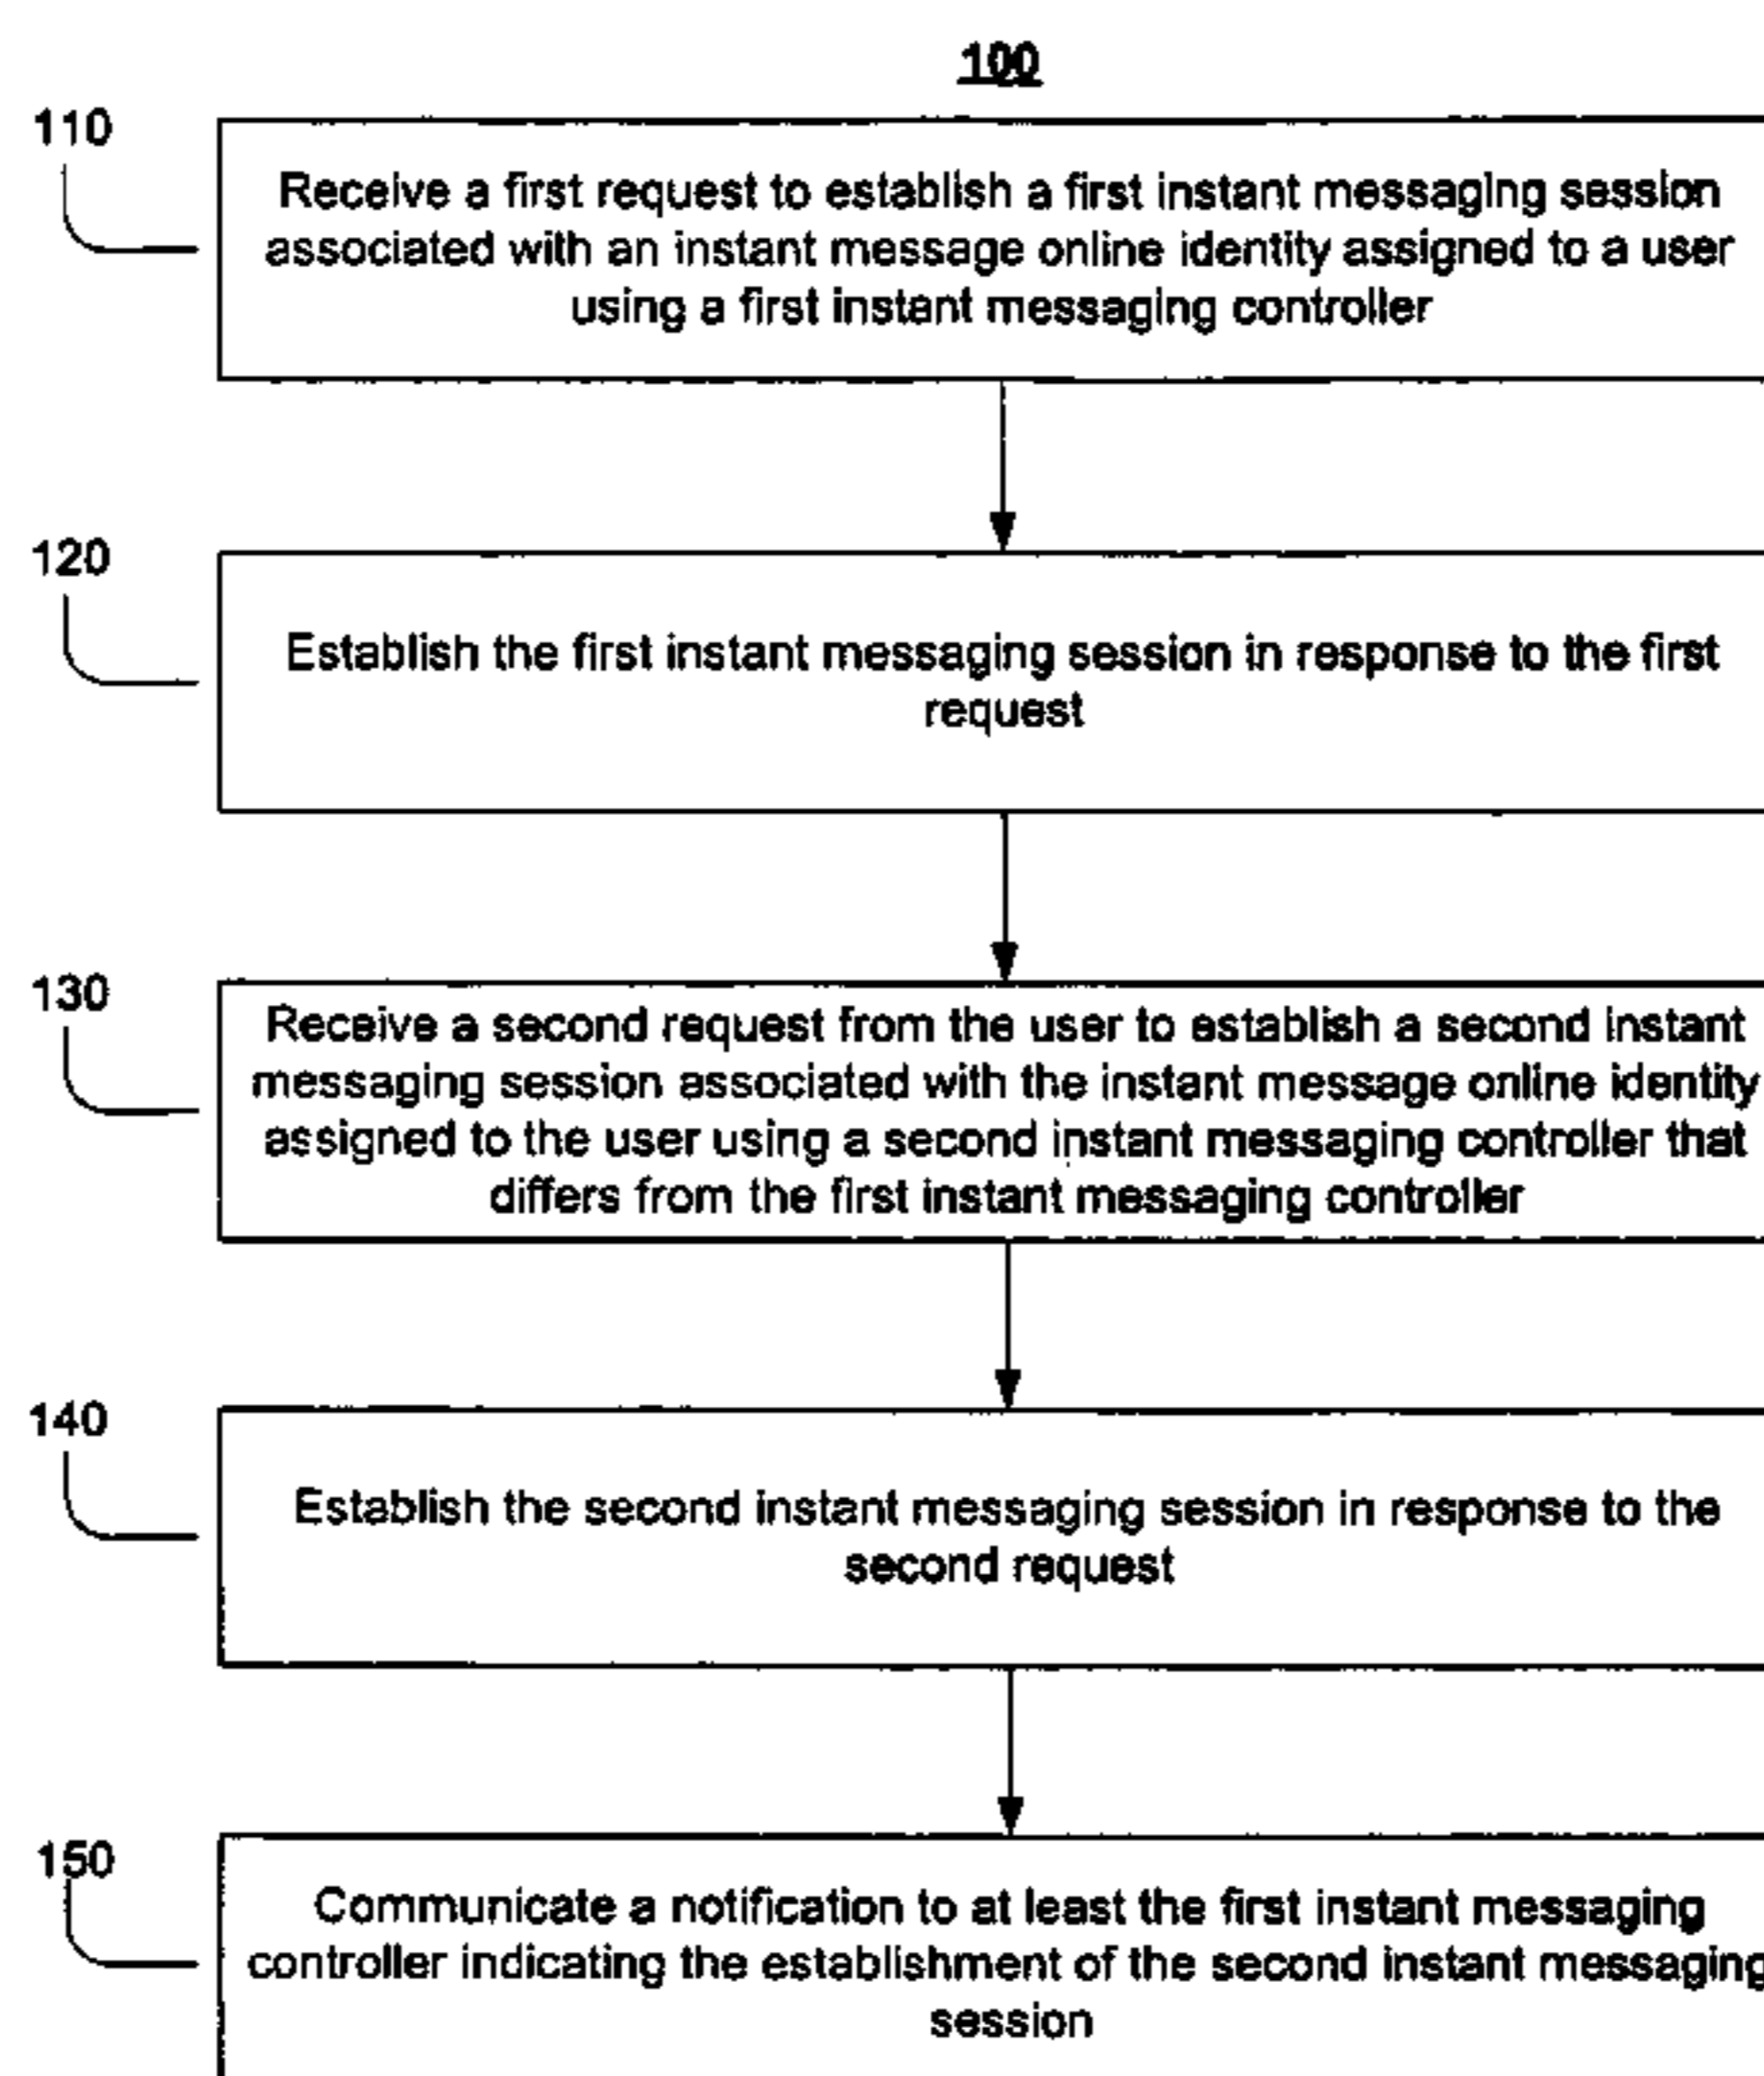 100
110
Receive a first request to establish a first instant messaging session
associated with an instant message online identity assigned to a user
using a first instant messaging controller
120
Establish the first instant messaging session in response to the first
request
130
Receive a second request from the user to establish a second instant
messaging session associated with the instant message online identity
assigned to the user using a second instant messaging controller that
differs from the first instant messaging controller
140
Establish the second instant messaging session in response to the
second request
150
Communicate a notification to at least the first instant messaging
controller indicating the establishment of the second instant messaging
session